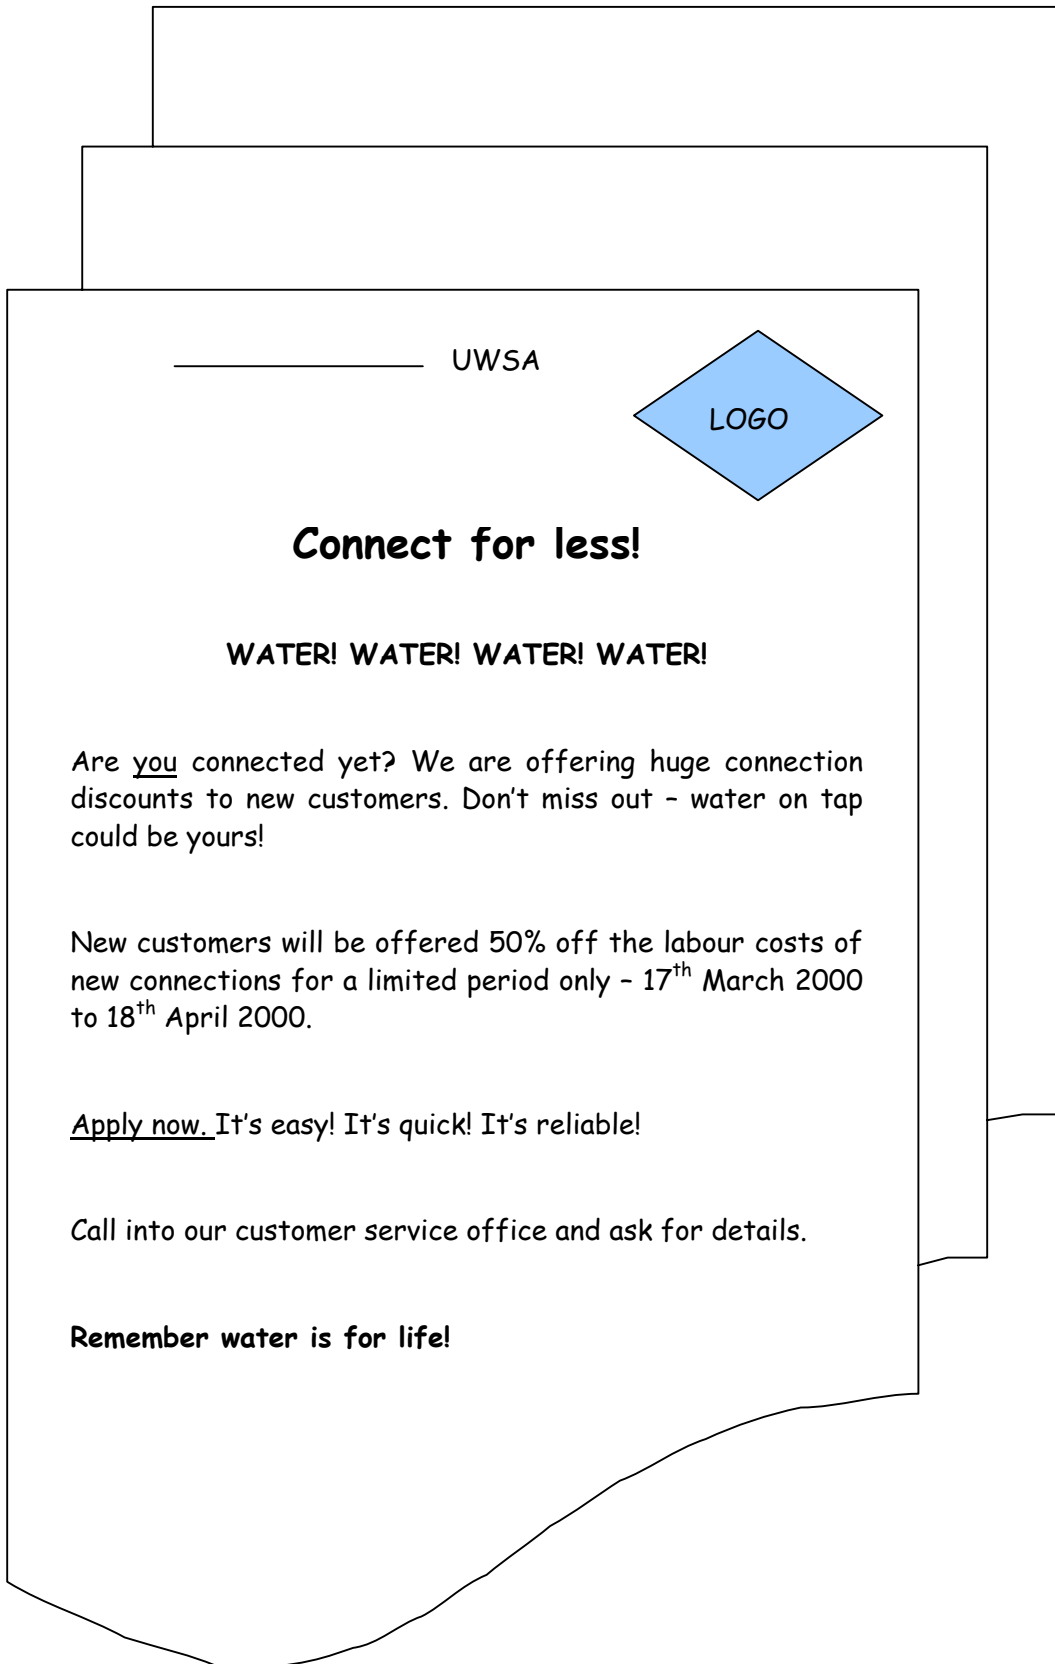 _______________ UWSA
LOGO
Connect for less!
WATER! WATER! WATER! WATER!
Are you connected yet? We are offering huge connection
discounts to new customers. Don't miss out – water on tap
could be yours!
New customers will be offered 50% off the labour costs of
new connections for a limited period only – 17th March 2000
to 18th April 2000.
Apply now. It's easy! It's quick! It's reliable!
Call into our customer service office and ask for details.
Remember water is for life!